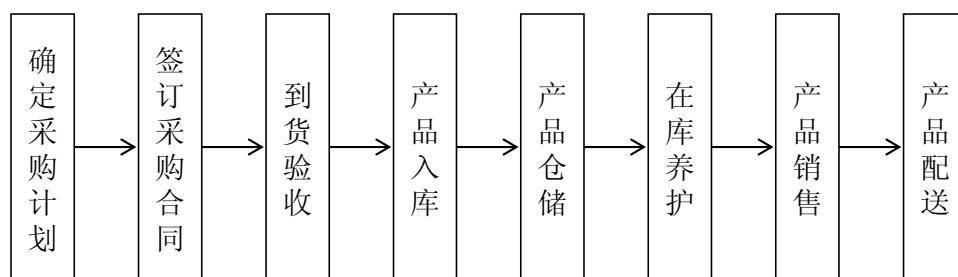 确定采购计划
签订采购合同
到货验收
产品入库
产品仓储
在库养护
产品销售
产品配送